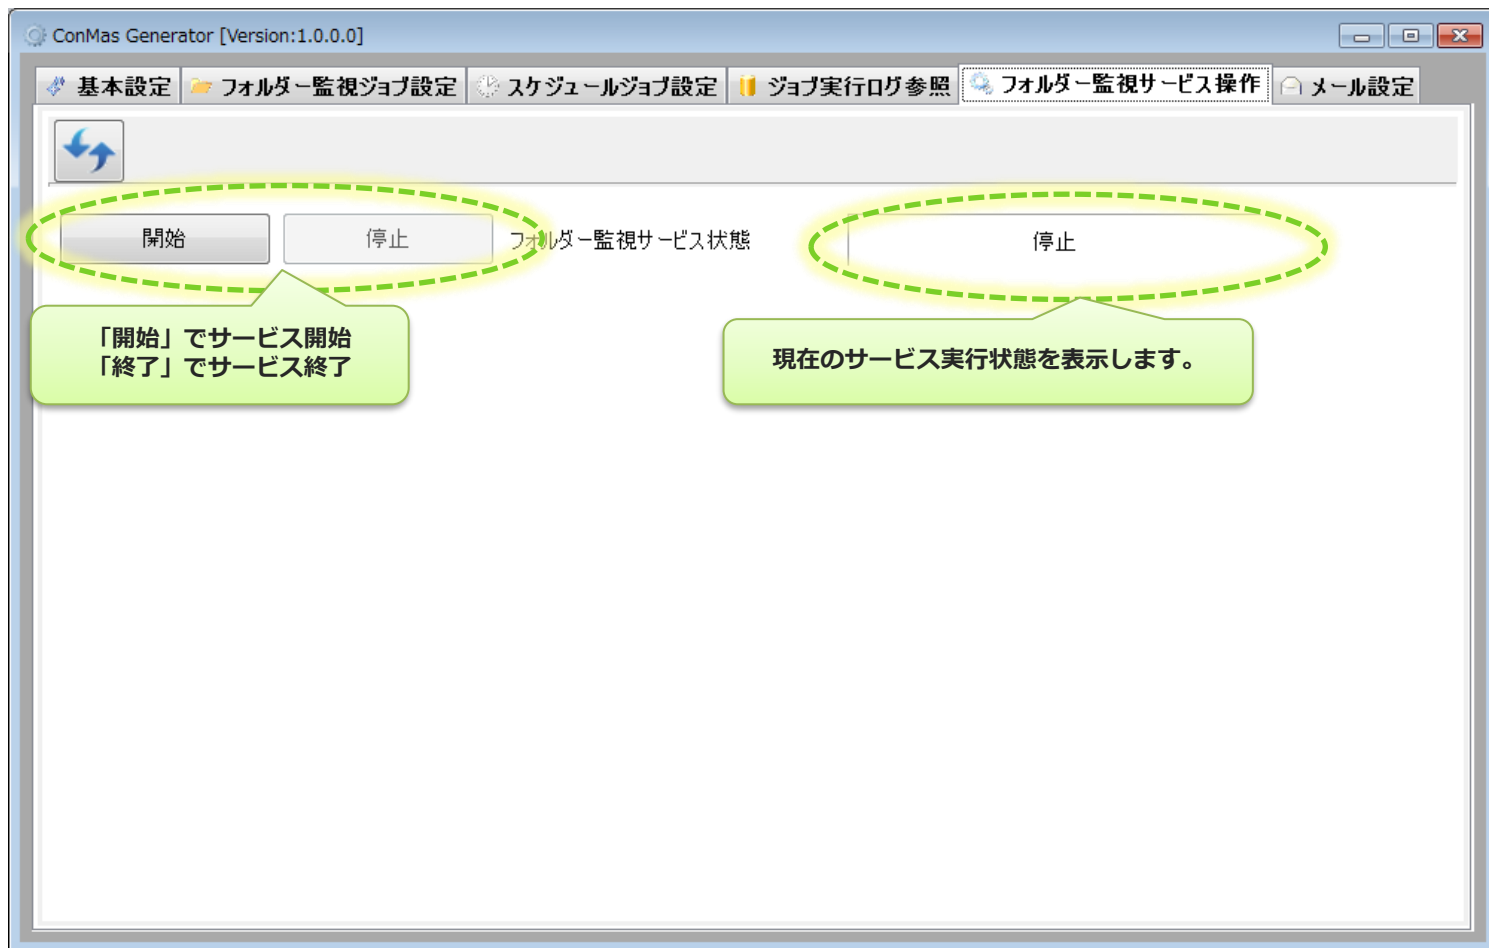 ConMas Generator [Version:1.0.0.0]
基本設定 フォルダー監視ジョブ設定 スケジュールジョブ設定 ジョブ実行ログ参照 フォルダー監視サービス操作 メール設定
開始 停止 フォルダー監視サービス状態 停止
「開始」でサービス開始
「終了」でサービス終了
現在のサービス実行状態を表示します。